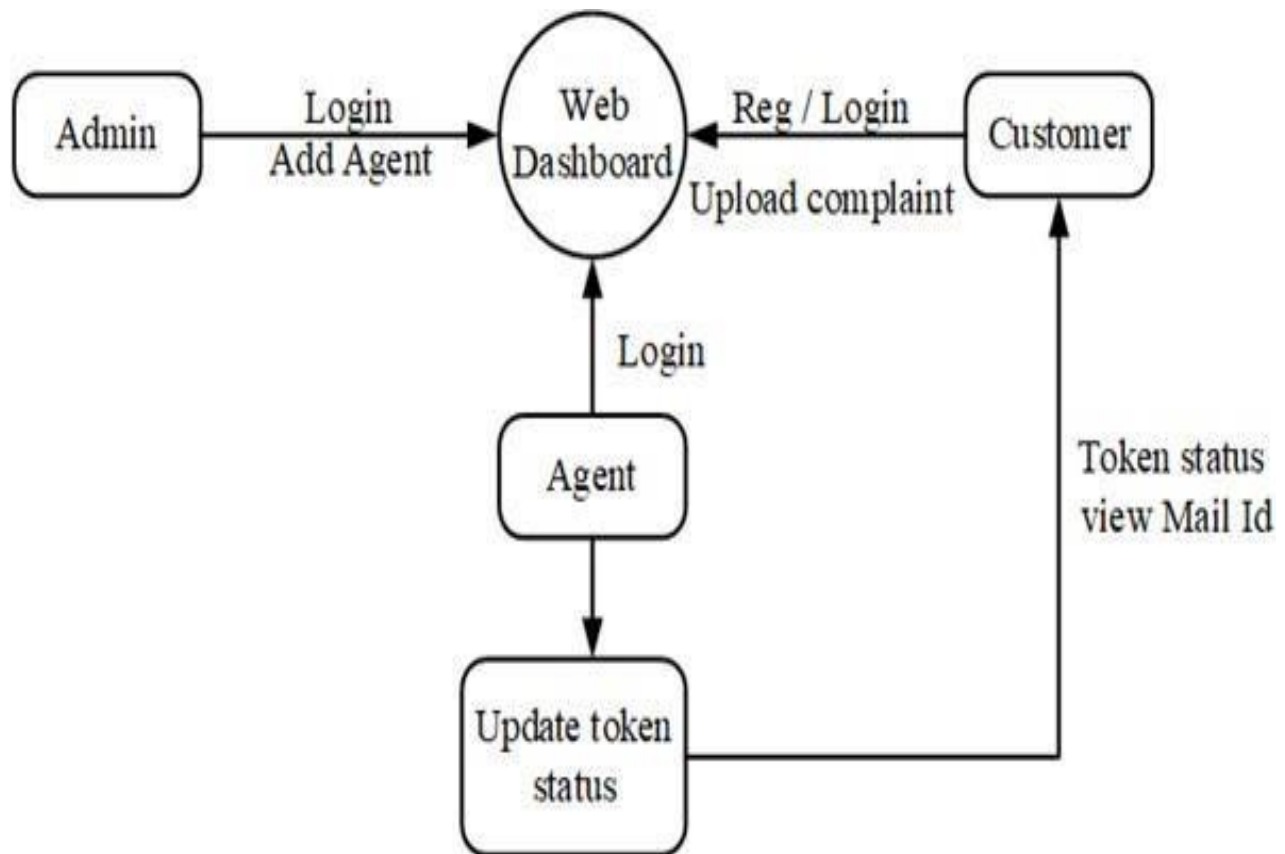 Admin
Login
Add Agent
Web
Dashboard
Reg / Login
Upload complaint
Customer
Login
Agent
Token status
view Mail Id
Update token
status